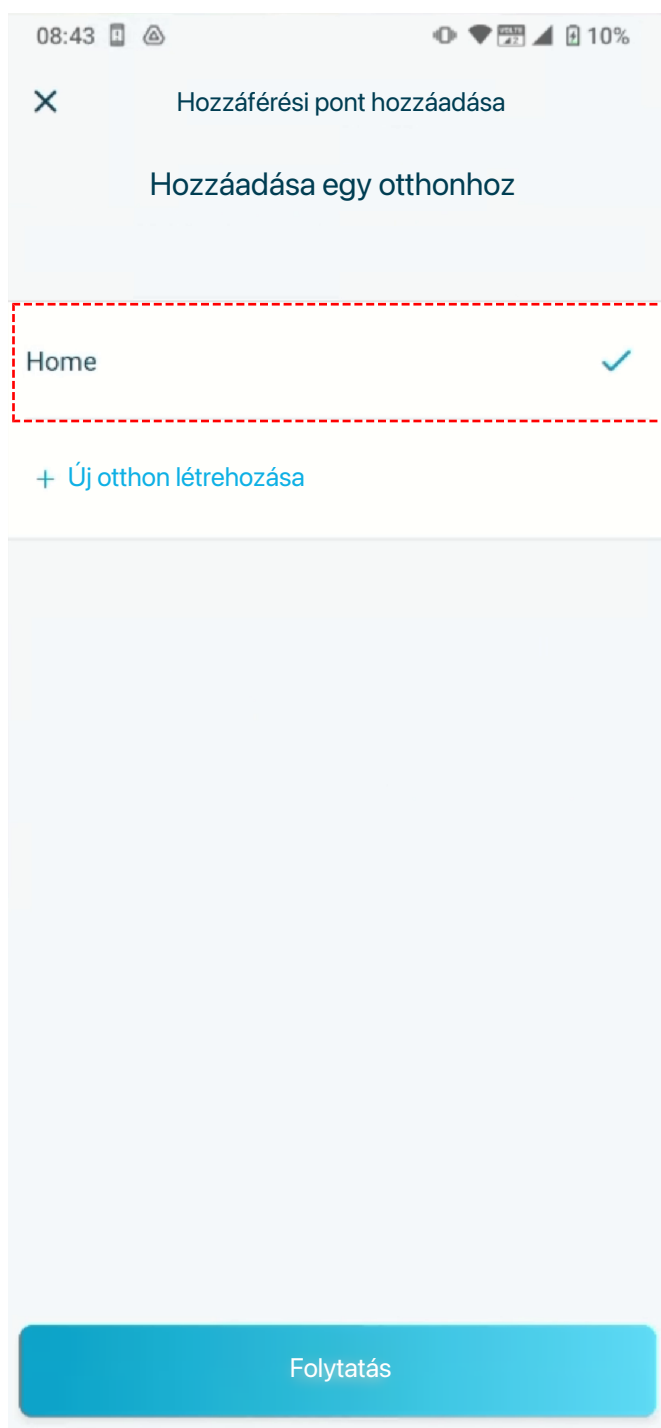 08:43 10%
Hozzáférési pont hozzáadása
Hozzáadása egy otthonhoz
Home
+ Új otthon létrehozása
Folytatás